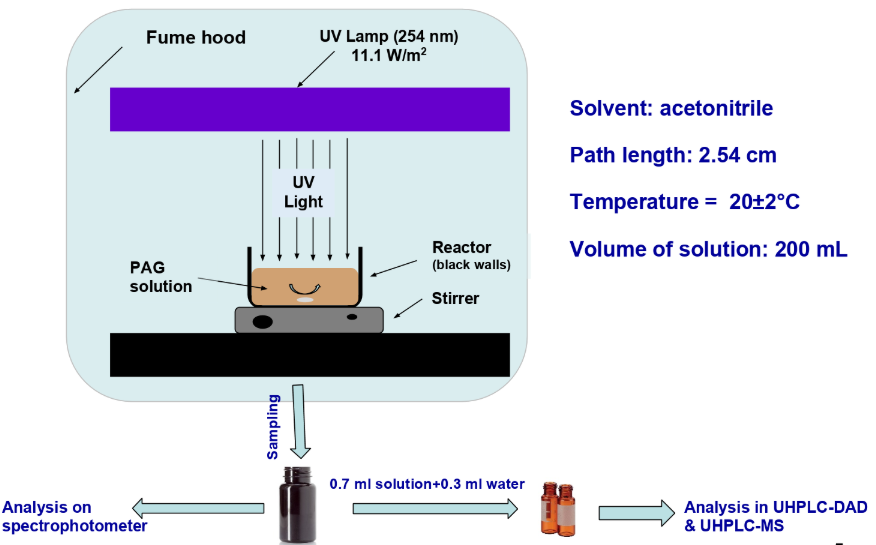 Fume hood
UV Lamp (254 nm)
11.1 W/m²
UV
Light
PAG
solution
Reactor
(black walls)
Stirrer
Solvent: acetonitrile
Path length: 2.54 cm
Temperature = 20±2°C
Volume of solution: 200 mL
Sampling
0.7 ml solution+0.3 ml water
Analysis on
spectrophotometer
Analysis in UHPLC-DAD
& UHPLC-MS